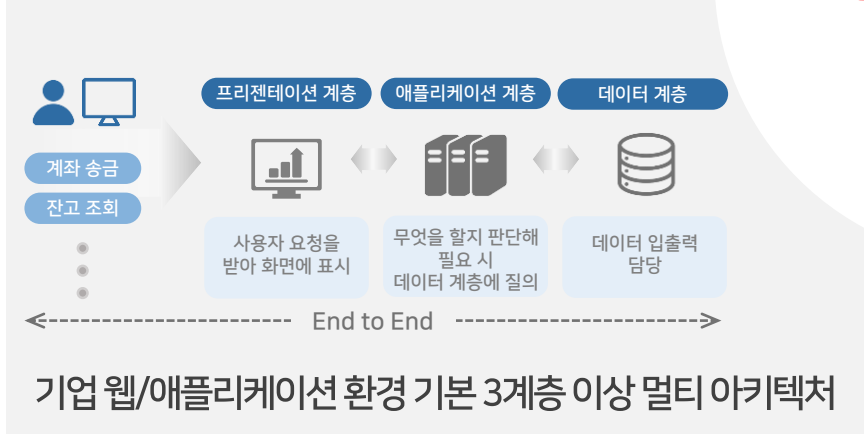 프리젠테이션 계층
애플리케이션 계층
데이터 계층
계좌 송금
잔고 조회
사용자 요청을
받아 화면에 표시
무엇을 할지 판단해
필요 시
데이터 계층에 질의
데이터 입출력
담당
End to End
기업 웹/애플리케이션 환경 기본 3계층 이상 멀티 아키텍처